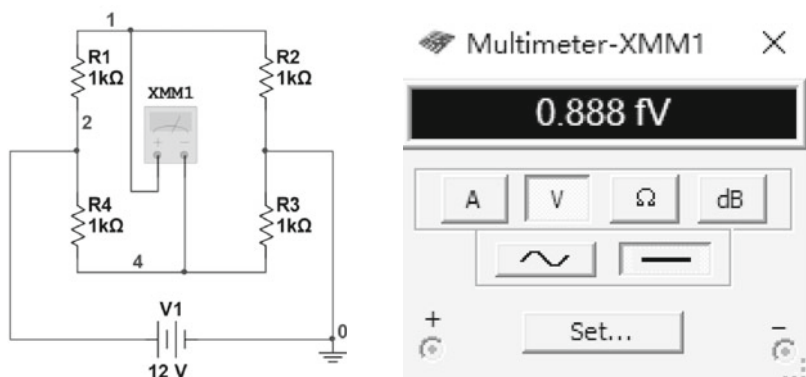 1
R1
1kΩ
R2
1kΩ
XMM1
+ −
2
R4
1kΩ
R3
1kΩ
4
V1
12 V
0
Multimeter-XMM1 ×
0.888 fV
A V Ω dB
+ Set... −